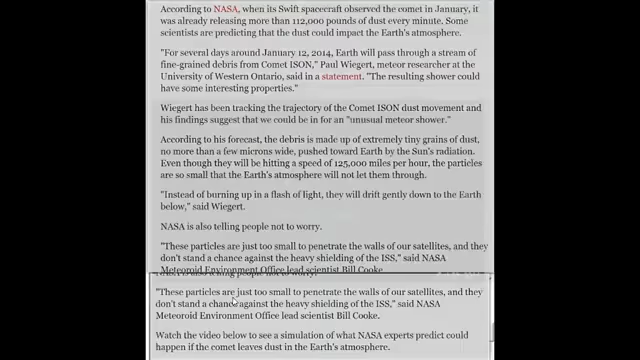 According to NASA, when its Swift spacecraft observed the comet in January, it
was already releasing more than 112,000 pounds of dust every minute. Some
scientists are predicting that the dust could impact the Earth's atmosphere.
"For several days around January 12, 2014, Earth will pass through a stream of
fine-grained debris from Comet ISON," Paul Wiegert, meteor researcher at the
University of Western Ontario, said in a statement. "The resulting shower could
have some interesting properties."
Wiegert has been tracking the trajectory of the Comet ISON dust movement and
his findings suggest that we could be in for an "unusual meteor shower."
According to his forecast, the debris is made up of extremely tiny grains of dust,
no more than a few microns wide, pushed toward Earth by the Sun's radiation.
Even though they will be hitting a speed of 125,000 miles per hour, the particles
are so small that the Earth's atmosphere will not let them through.
"Instead of burning up in a flash of light, they will drift gently down to the Earth
below," said Wiegert.
NASA is also telling people not to worry.
"These particles are just too small to penetrate the walls of our satellites, and they
don't stand a chance against the heavy shielding of the ISS," said NASA
Meteoroid Environment Office lead scientist Bill Cooke.
NASA is also telling people not to worry.
"These particles are just too small to penetrate the walls of our satellites, and they
don't stand a chance against the heavy shielding of the ISS," said NASA
Meteoroid Environment Office lead scientist Bill Cooke.
Watch the video below to see a simulation of what NASA experts predict could
happen if the comet leaves dust in the Earth's atmosphere.